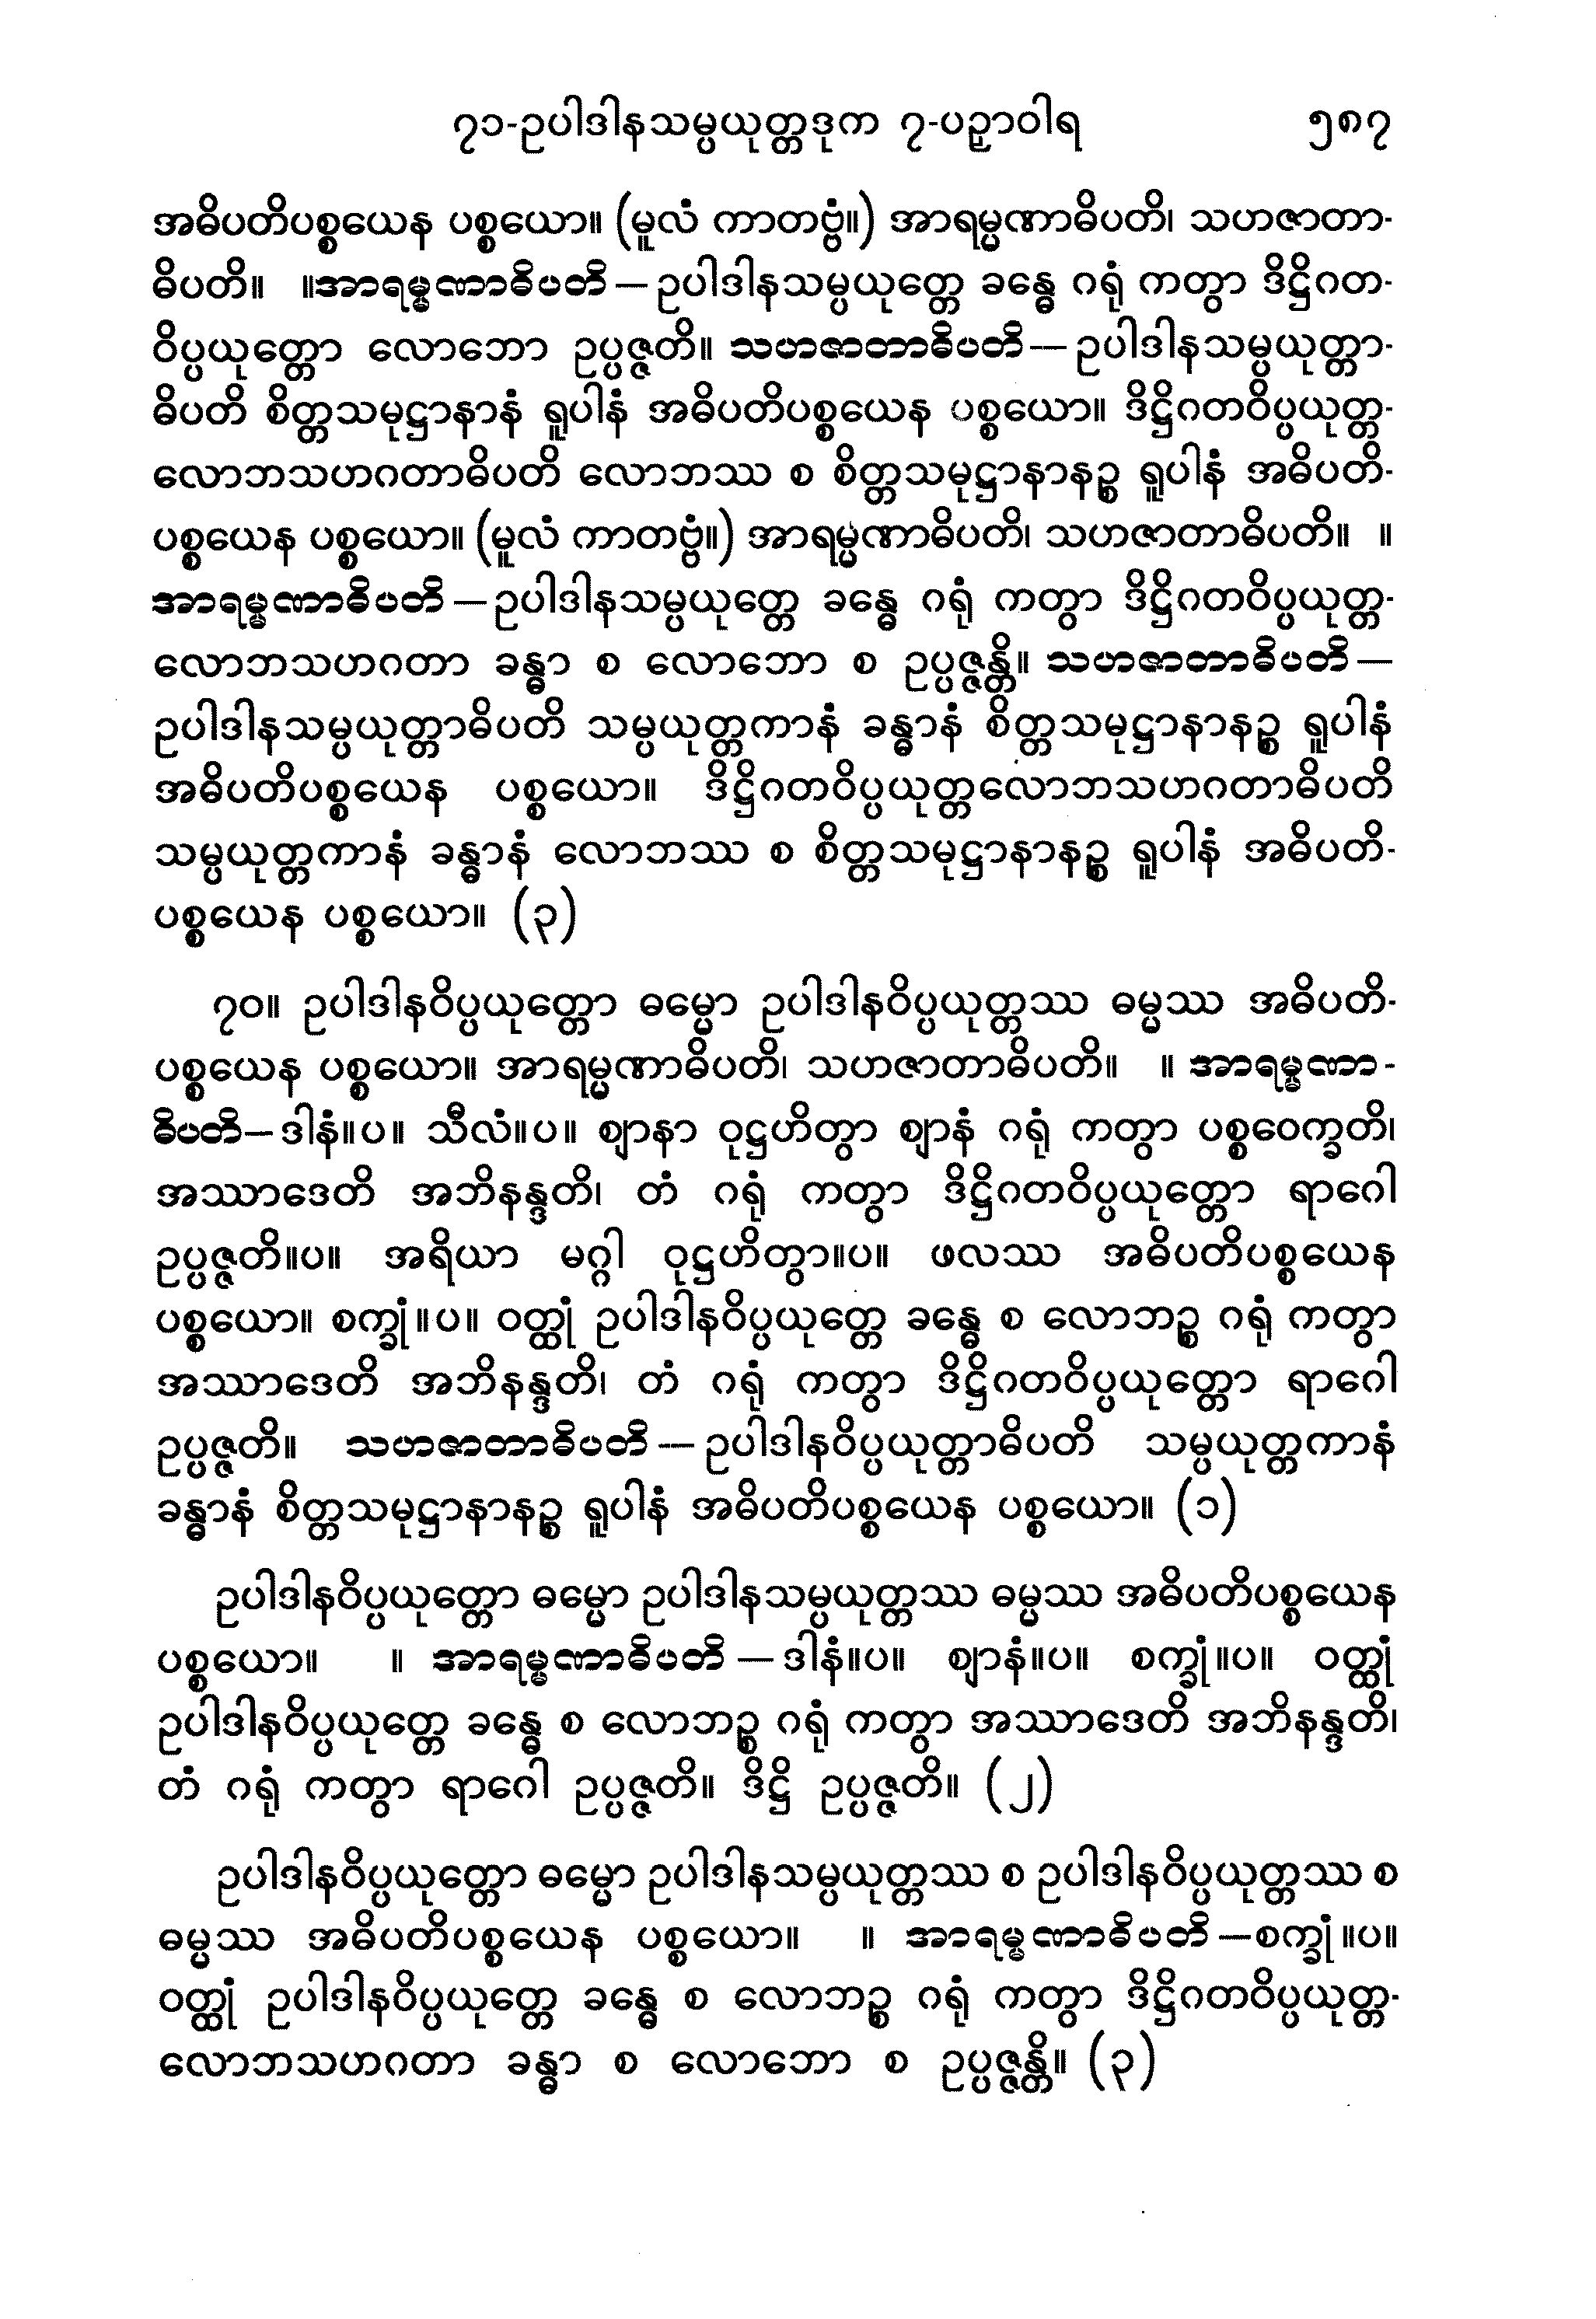 ၇၁-ဥပါဒါနသမ္ပယုတ္တဒုက ၇-ပဉှာဝါရ ၅၈၇
အဓိပတိပစ္စယေန ပစ္စယော။ (မူလံ ကာတဗ္ဗံ။) အာရမ္မဏာဓိပတိ၊ သဟဇာတာ-
ဓိပတိ။ ။အာရမ္မဏာဓိပတိ—ဥပါဒါနသမ္ပယုတ္တေ ခန္ဓေ ဂရုံ ကတွာ ဒိဋ္ဌိဂတ-
ဝိပ္ပယုတ္တော လောဘော ဥပ္ပဇ္ဇတိ။ သဟဇာတာဓိပတိ—ဥပါဒါနသမ္ပယုတ္တာ-
ဓိပတိ စိတ္တသမုဋ္ဌာနာနံ ရူပါနံ အဓိပတိပစ္စယေန ပစ္စယော။ ဒိဋ္ဌိဂတဝိပ္ပယုတ္တ-
လောဘသဟဂတာဓိပတိ လောဘဿ စ စိတ္တသမုဋ္ဌာနာနဉ္စ ရူပါနံ အဓိပတိ-
ပစ္စယေန ပစ္စယော။ (မူလံ ကာတဗ္ဗံ။) အာရမ္မဏာဓိပတိ၊ သဟဇာတာဓိပတိ။ ။
အာရမ္မဏာဓိပတိ—ဥပါဒါနသမ္ပယုတ္တေ ခန္ဓေ ဂရုံ ကတွာ ဒိဋ္ဌိဂတဝိပ္ပယုတ္တ-
လောဘသဟဂတာ ခန္ဓာ စ လောဘော စ ဥပ္ပဇ္ဇန္တိ။ သဟဇာတာဓိပတိ—
ဥပါဒါနသမ္ပယုတ္တာဓိပတိ သမ္ပယုတ္တကာနံ ခန္ဓာနံ စိတ္တသမုဋ္ဌာနာနဉ္စ ရူပါနံ
အဓိပတိပစ္စယေန ပစ္စယော။ ဒိဋ္ဌိဂတဝိပ္ပယုတ္တလောဘသဟဂတာဓိပတိ
သမ္ပယုတ္တကာနံ ခန္ဓာနံ လောဘဿ စ စိတ္တသမုဋ္ဌာနာနဉ္စ ရူပါနံ အဓိပတိ-
ပစ္စယေန ပစ္စယော။ (၃)
၇၀။ ဥပါဒါနဝိပ္ပယုတ္တော ဓမ္မော ဥပါဒါနဝိပ္ပယုတ္တဿ ဓမ္မဿ အဓိပတိ-
ပစ္စယေန ပစ္စယော။ အာရမ္မဏာဓိပတိ၊ သဟဇာတာဓိပတိ။ ။ အာရမ္မဏာ-
ဓိပတိ—ဒါနံ။ပ။ သီလံ။ပ။ ဈာနာ ဝုဋ္ဌဟိတွာ ဈာနံ ဂရုံ ကတွာ ပစ္စဝေက္ခတိ၊
အဿာဒေတိ အဘိနန္ဒတိ၊ တံ ဂရုံ ကတွာ ဒိဋ္ဌိဂတဝိပ္ပယုတ္တော ရာဂေါ
ဥပ္ပဇ္ဇတိ။ပ။ အရိယာ မဂ္ဂါ ဝုဋ္ဌဟိတွာ။ပ။ ဖလဿ အဓိပတိပစ္စယေန
ပစ္စယော။ စက္ခုံ။ပ။ ဝတ္ထုံ ဥပါဒါနဝိပ္ပယုတ္တေ ခန္ဓေ စ လောဘဉ္စ ဂရုံ ကတွာ
အဿာဒေတိ အဘိနန္ဒတိ၊ တံ ဂရုံ ကတွာ ဒိဋ္ဌိဂတဝိပ္ပယုတ္တော ရာဂေါ
ဥပ္ပဇ္ဇတိ။ သဟဇာတာဓိပတိ—ဥပါဒါနဝိပ္ပယုတ္တာဓိပတိ သမ္ပယုတ္တကာနံ
ခန္ဓာနံ စိတ္တသမုဋ္ဌာနာနဉ္စ ရူပါနံ အဓိပတိပစ္စယေန ပစ္စယော။ (၁)
ဥပါဒါနဝိပ္ပယုတ္တော ဓမ္မော ဥပါဒါနသမ္ပယုတ္တဿ ဓမ္မဿ အဓိပတိပစ္စယေန
ပစ္စယော။ ။ အာရမ္မဏာဓိပတိ—ဒါနံ။ပ။ ဈာနံ။ပ။ စက္ခုံ။ပ။ ဝတ္ထုံ
ဥပါဒါနဝိပ္ပယုတ္တေ ခန္ဓေ စ လောဘဉ္စ ဂရုံ ကတွာ အဿာဒေတိ အဘိနန္ဒတိ၊
တံ ဂရုံ ကတွာ ရာဂေါ ဥပ္ပဇ္ဇတိ။ ဒိဋ္ဌိ ဥပ္ပဇ္ဇတိ။ (၂)
ဥပါဒါနဝိပ္ပယုတ္တော ဓမ္မော ဥပါဒါနသမ္ပယုတ္တဿ စ ဥပါဒါနဝိပ္ပယုတ္တဿ စ
ဓမ္မဿ အဓိပတိပစ္စယေန ပစ္စယော။ ။ အာရမ္မဏာဓိပတိ—စက္ခုံ။ပ။
ဝတ္ထုံ ဥပါဒါနဝိပ္ပယုတ္တေ ခန္ဓေ စ လောဘဉ္စ ဂရုံ ကတွာ ဒိဋ္ဌိဂတဝိပ္ပယုတ္တ-
လောဘသဟဂတာ ခန္ဓာ စ လောဘော စ ဥပ္ပဇ္ဇန္တိ။ (၃)